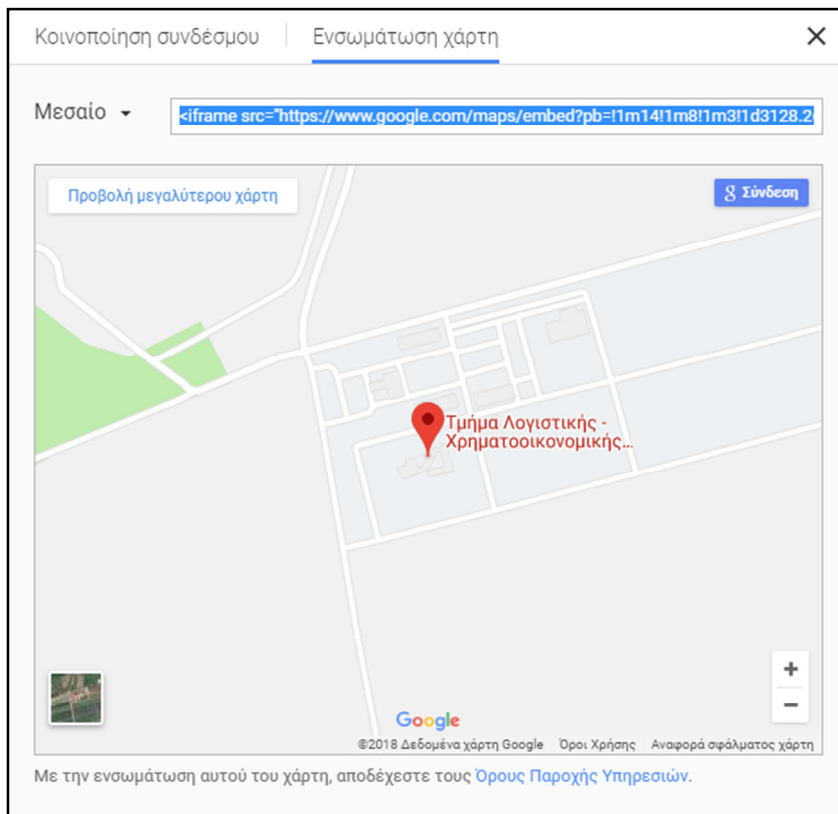 Κοινοποίηση συνδέσμου Ενσωμάτωση χάρτη
Μεσαίο <iframe src="https://www.google.com/maps/embed?pb=!1m14!1m8!1m3!1d3128.2
Προβολή μεγαλύτερου χάρτη
g Σύνδεση
Τμήμα Λογιστικής -
Χρηματοοικονομικής...
Google
©2018 Δεδομένα χάρτη Google Όροι Χρήσης Αναφορά σφάλματος χάρτη
Με την ενσωμάτωση αυτού του χάρτη, αποδέχεστε τους Όρους Παροχής Υπηρεσιών.